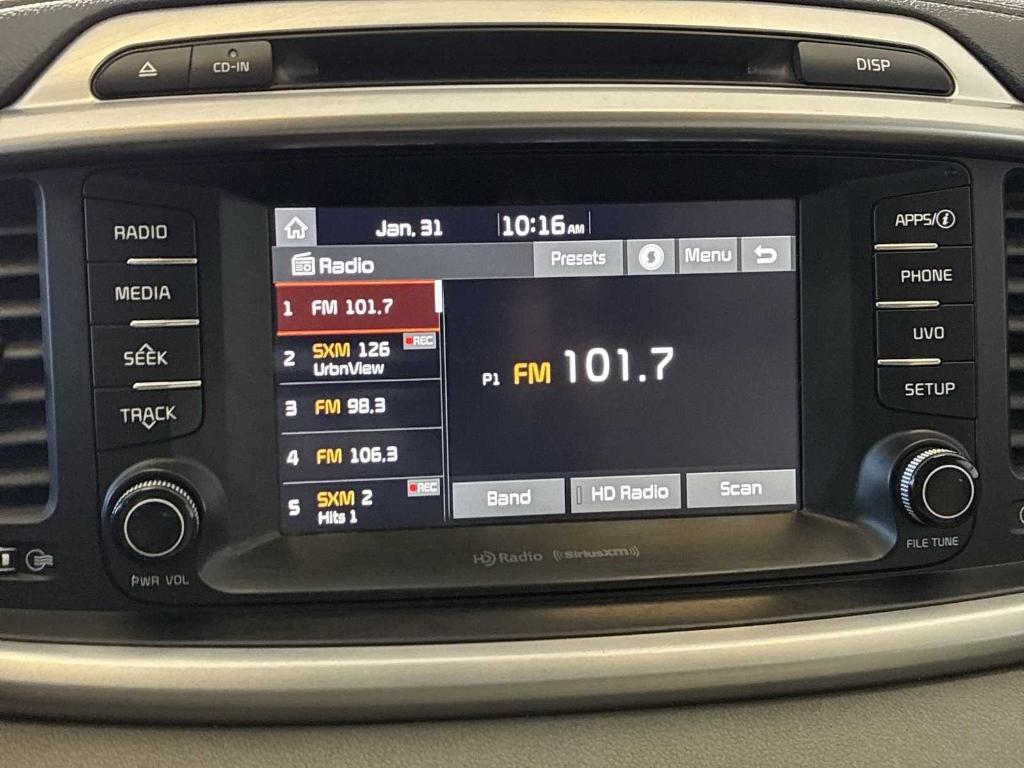 CD-IN
DISP
RADIO
MEDIA
SEEK
TRACK
PWR VOL
Jan, 31
10:16 AM
Radio
Presets
Menu
1 FM 101.7
2 SXM 126 REC
UrbnView
3 FM 98.3
4 FM 106.3
5 SXM 2 REC
Hits 1
P1 FM 101.7
Band
HD Radio
Scan
HD Radio
((SiriusXM))
APPS/i
PHONE
UVO
SETUP
FILE TUNE